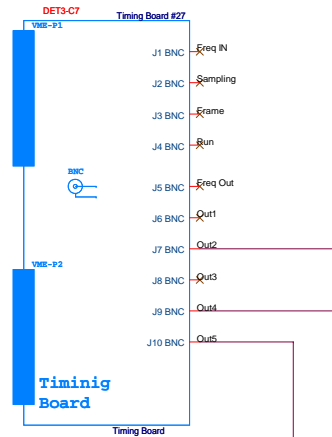 DET3-C7
Timing Board #27
VME-P1
J1 BNC Freq IN
J2 BNC Sampling
J3 BNC Frame
J4 BNC Run
BNC
J5 BNC Freq Out
J6 BNC Out1
J7 BNC Out2
VME-P2
J8 BNC Out3
J9 BNC Out4
J10 BNC Out5
Timinig
Board
Timing Board